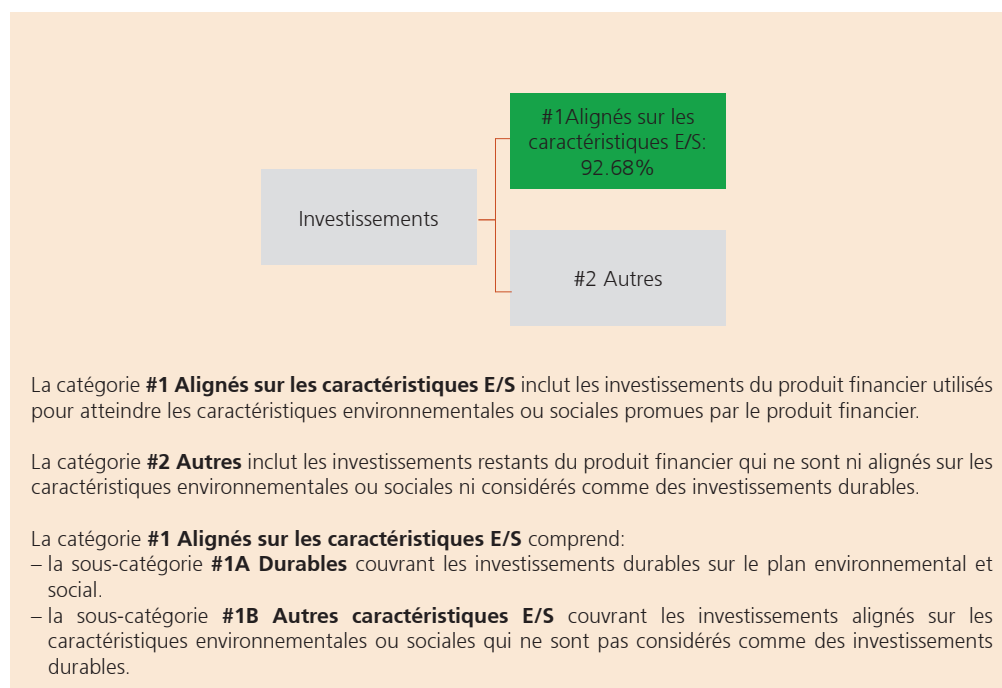 #1Alignés sur les
caractéristiques E/S:
92.68%
Investissements
#2 Autres
La catégorie #1 Alignés sur les caractéristiques E/S inclut les investissements du produit financier utilisés
pour atteindre les caractéristiques environnementales ou sociales promues par le produit financier.
La catégorie #2 Autres inclut les investissements restants du produit financier qui ne sont ni alignés sur les
caractéristiques environnementales ou sociales ni considérés comme des investissements durables.
La catégorie #1 Alignés sur les caractéristiques E/S comprend:
– la sous-catégorie #1A Durables couvrant les investissements durables sur le plan environnemental et
social.
– la sous-catégorie #1B Autres caractéristiques E/S couvrant les investissements alignés sur les
caractéristiques environnementales ou sociales qui ne sont pas considérés comme des investissements
durables.